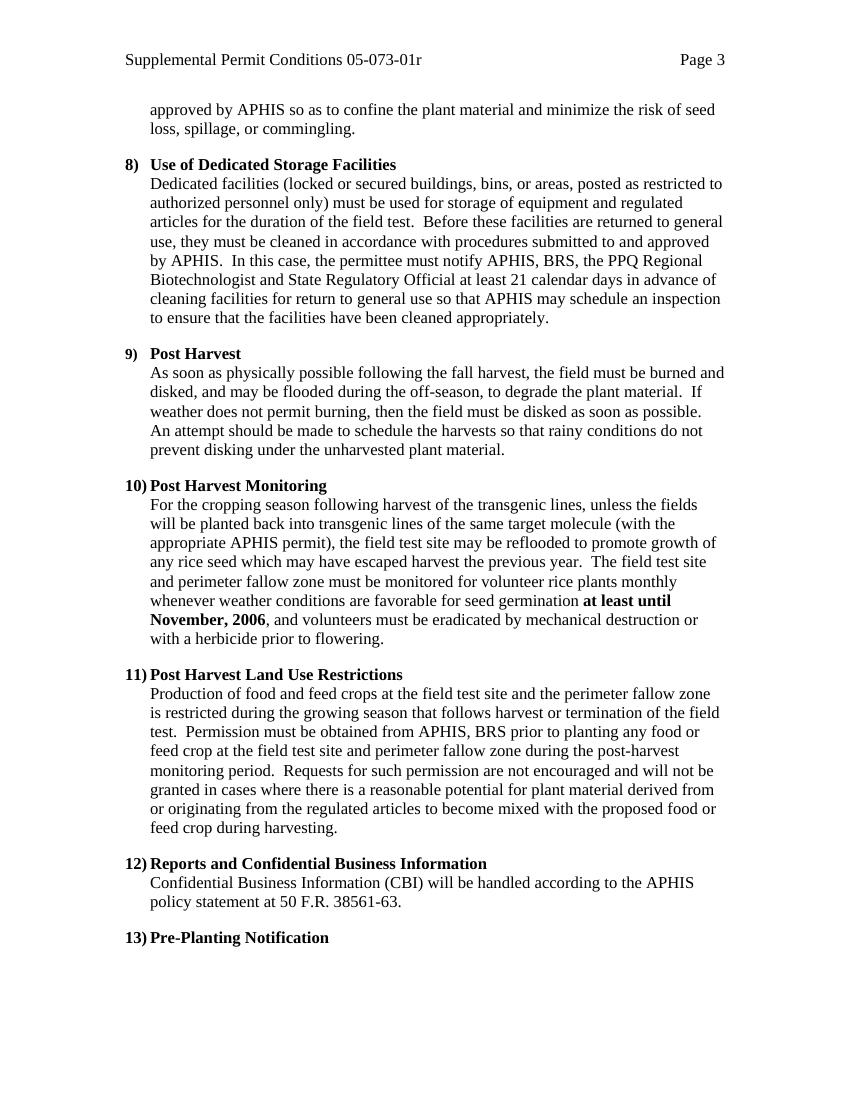 Supplemental Permit Conditions 05-073-01r Page 3
approved by APHIS so as to confine the plant material and minimize the risk of seed
loss, spillage, or commingling.
8) Use of Dedicated Storage Facilities
Dedicated facilities (locked or secured buildings, bins, or areas, posted as restricted to
authorized personnel only) must be used for storage of equipment and regulated
articles for the duration of the field test.  Before these facilities are returned to general
use, they must be cleaned in accordance with procedures submitted to and approved
by APHIS.  In this case, the permittee must notify APHIS, BRS, the PPQ Regional
Biotechnologist and State Regulatory Official at least 21 calendar days in advance of
cleaning facilities for return to general use so that APHIS may schedule an inspection
to ensure that the facilities have been cleaned appropriately.
9) Post Harvest
As soon as physically possible following the fall harvest, the field must be burned and
disked, and may be flooded during the off-season, to degrade the plant material.  If
weather does not permit burning, then the field must be disked as soon as possible.
An attempt should be made to schedule the harvests so that rainy conditions do not
prevent disking under the unharvested plant material.
10) Post Harvest Monitoring
For the cropping season following harvest of the transgenic lines, unless the fields
will be planted back into transgenic lines of the same target molecule (with the
appropriate APHIS permit), the field test site may be reflooded to promote growth of
any rice seed which may have escaped harvest the previous year.  The field test site
and perimeter fallow zone must be monitored for volunteer rice plants monthly
whenever weather conditions are favorable for seed germination at least until
November, 2006, and volunteers must be eradicated by mechanical destruction or
with a herbicide prior to flowering.
11) Post Harvest Land Use Restrictions
Production of food and feed crops at the field test site and the perimeter fallow zone
is restricted during the growing season that follows harvest or termination of the field
test.  Permission must be obtained from APHIS, BRS prior to planting any food or
feed crop at the field test site and perimeter fallow zone during the post-harvest
monitoring period.  Requests for such permission are not encouraged and will not be
granted in cases where there is a reasonable potential for plant material derived from
or originating from the regulated articles to become mixed with the proposed food or
feed crop during harvesting.
12) Reports and Confidential Business Information
Confidential Business Information (CBI) will be handled according to the APHIS
policy statement at 50 F.R. 38561-63.
13) Pre-Planting Notification